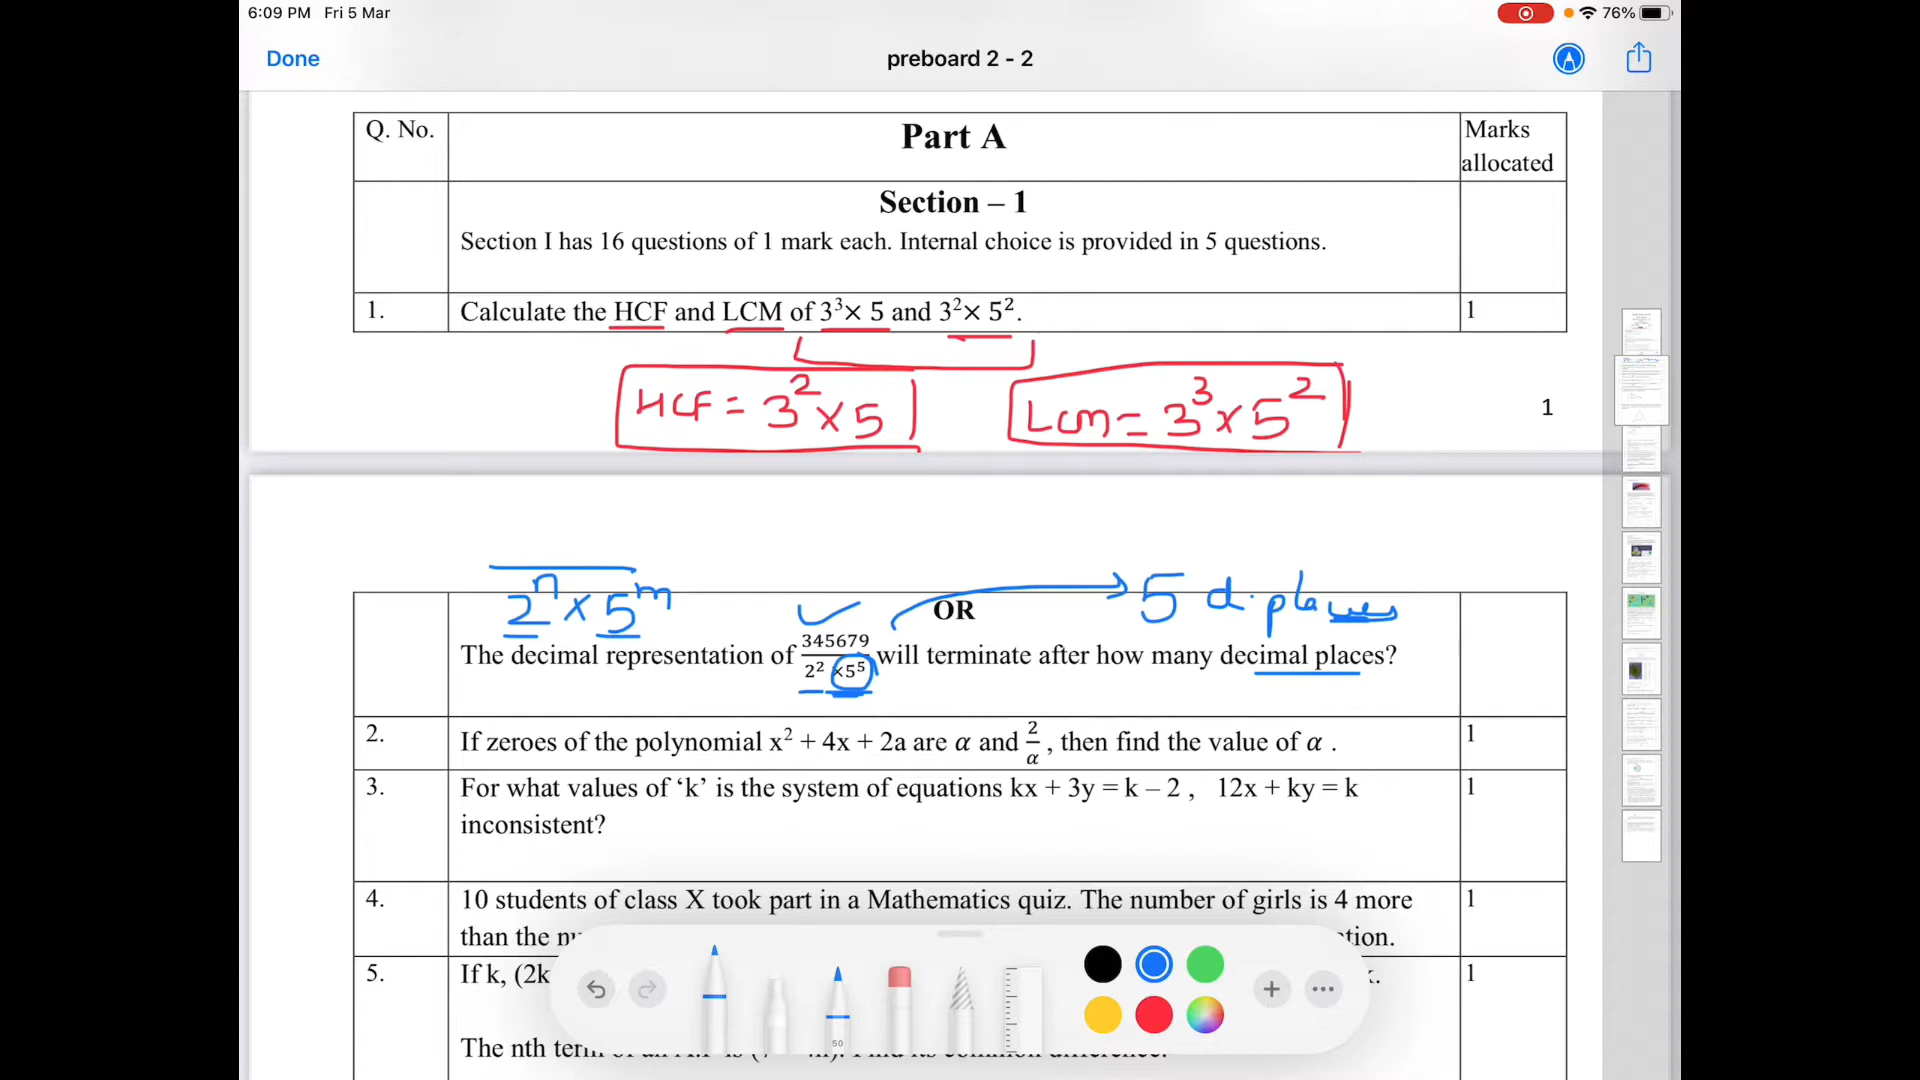 6:09 PM Fri 5 Mar
76%
Done
preboard 2 - 2
Q. No.
Part A
Marks allocated
Section – 1
Section I has 16 questions of 1 mark each. Internal choice is provided in 5 questions.
1. Calculate the HCF and LCM of 3³× 5 and 3²× 5². 1
HCF = 3² × 5
LCM = 3³ × 5²
1
2ⁿ × 5ᵐ
5 d. places
OR
The decimal representation of 345679/2² ×5⁵ will terminate after how many decimal places?
2. If zeroes of the polynomial x² + 4x + 2a are α and 2/α , then find the value of α . 1
3. For what values of ‘k’ is the system of equations kx + 3y = k – 2 , 12x + ky = k 1
inconsistent?
4. 10 students of class X took part in a Mathematics quiz. The number of girls is 4 more 1
than the
5. If k, (2k 1
The nth term
50